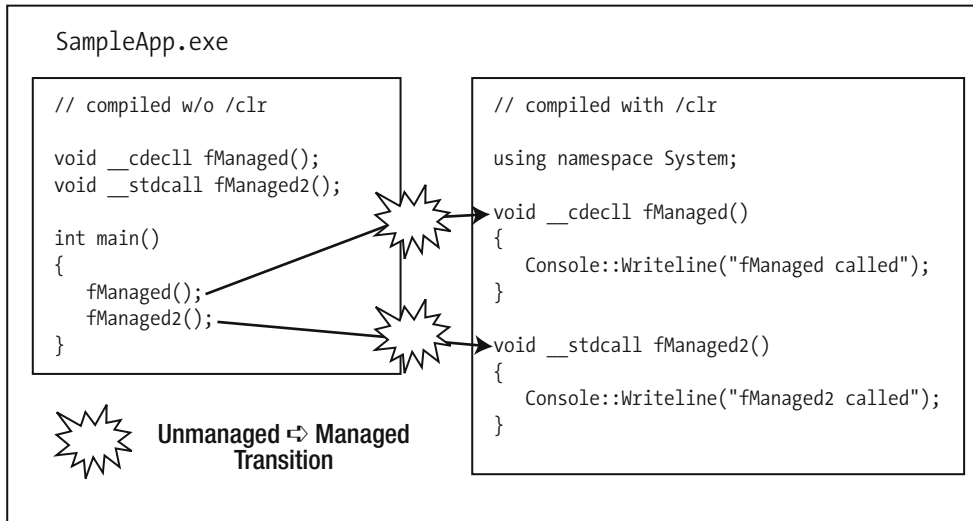 SampleApp.exe
// compiled w/o /clr
void __cdecll fManaged();
void __stdcall fManaged2();
int main()
{
fManaged();
fManaged2();
}
// compiled with /clr
using namespace System;
void __cdecll fManaged()
{
Console::Writeline("fManaged called");
}
void __stdcall fManaged2()
{
Console::Writeline("fManaged2 called");
}
Unmanaged ➪ Managed
Transition